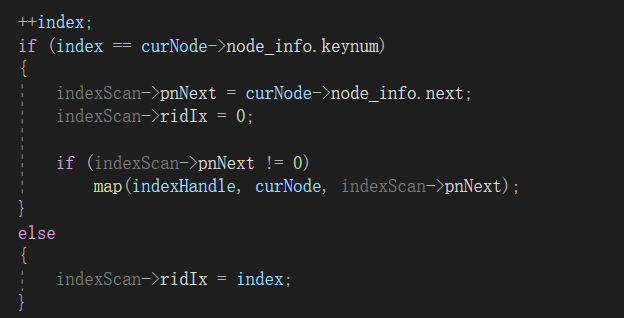 ++index;
if (index == curNode->node_info.keynum)
{
    indexScan->pnNext = curNode->node_info.next;
    indexScan->ridIx = 0;

    if (indexScan->pnNext != 0)
        map(indexHandle, curNode, indexScan->pnNext);
}
else
{
    indexScan->ridIx = index;
}